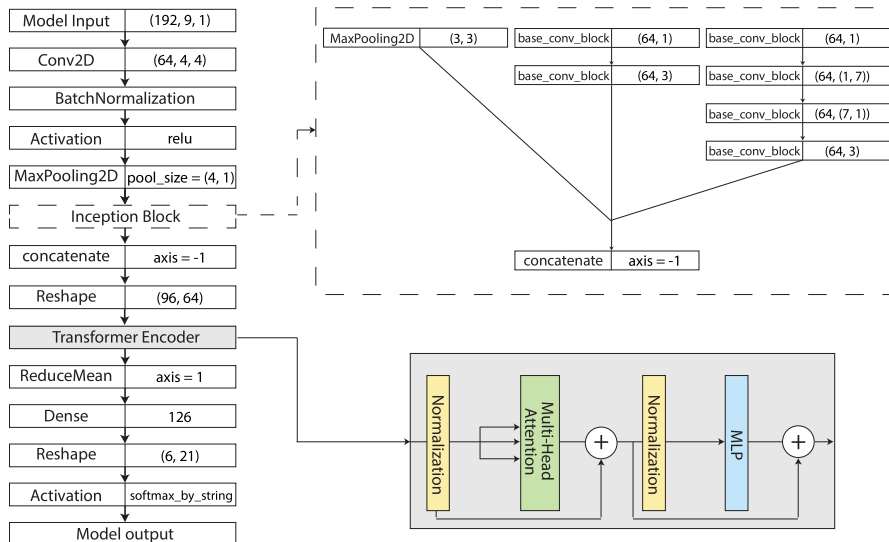 Model Input (192, 9, 1)
Conv2D (64, 4, 4)
BatchNormalization
Activation relu
MaxPooling2D pool_size = (4, 1)
Inception Block
concatenate axis = -1
Reshape (96, 64)
Transformer Encoder
ReduceMean axis = 1
Dense 126
Reshape (6, 21)
Activation softmax_by_string
Model output
MaxPooling2D (3, 3)
base_conv_block (64, 1)
base_conv_block (64, 3)
base_conv_block (64, 1)
base_conv_block (64, (1, 7))
base_conv_block (64, (7, 1))
base_conv_block (64, 3)
concatenate axis = -1
Normalization
Multi-Head
Attention
+
Normalization
MLP
+